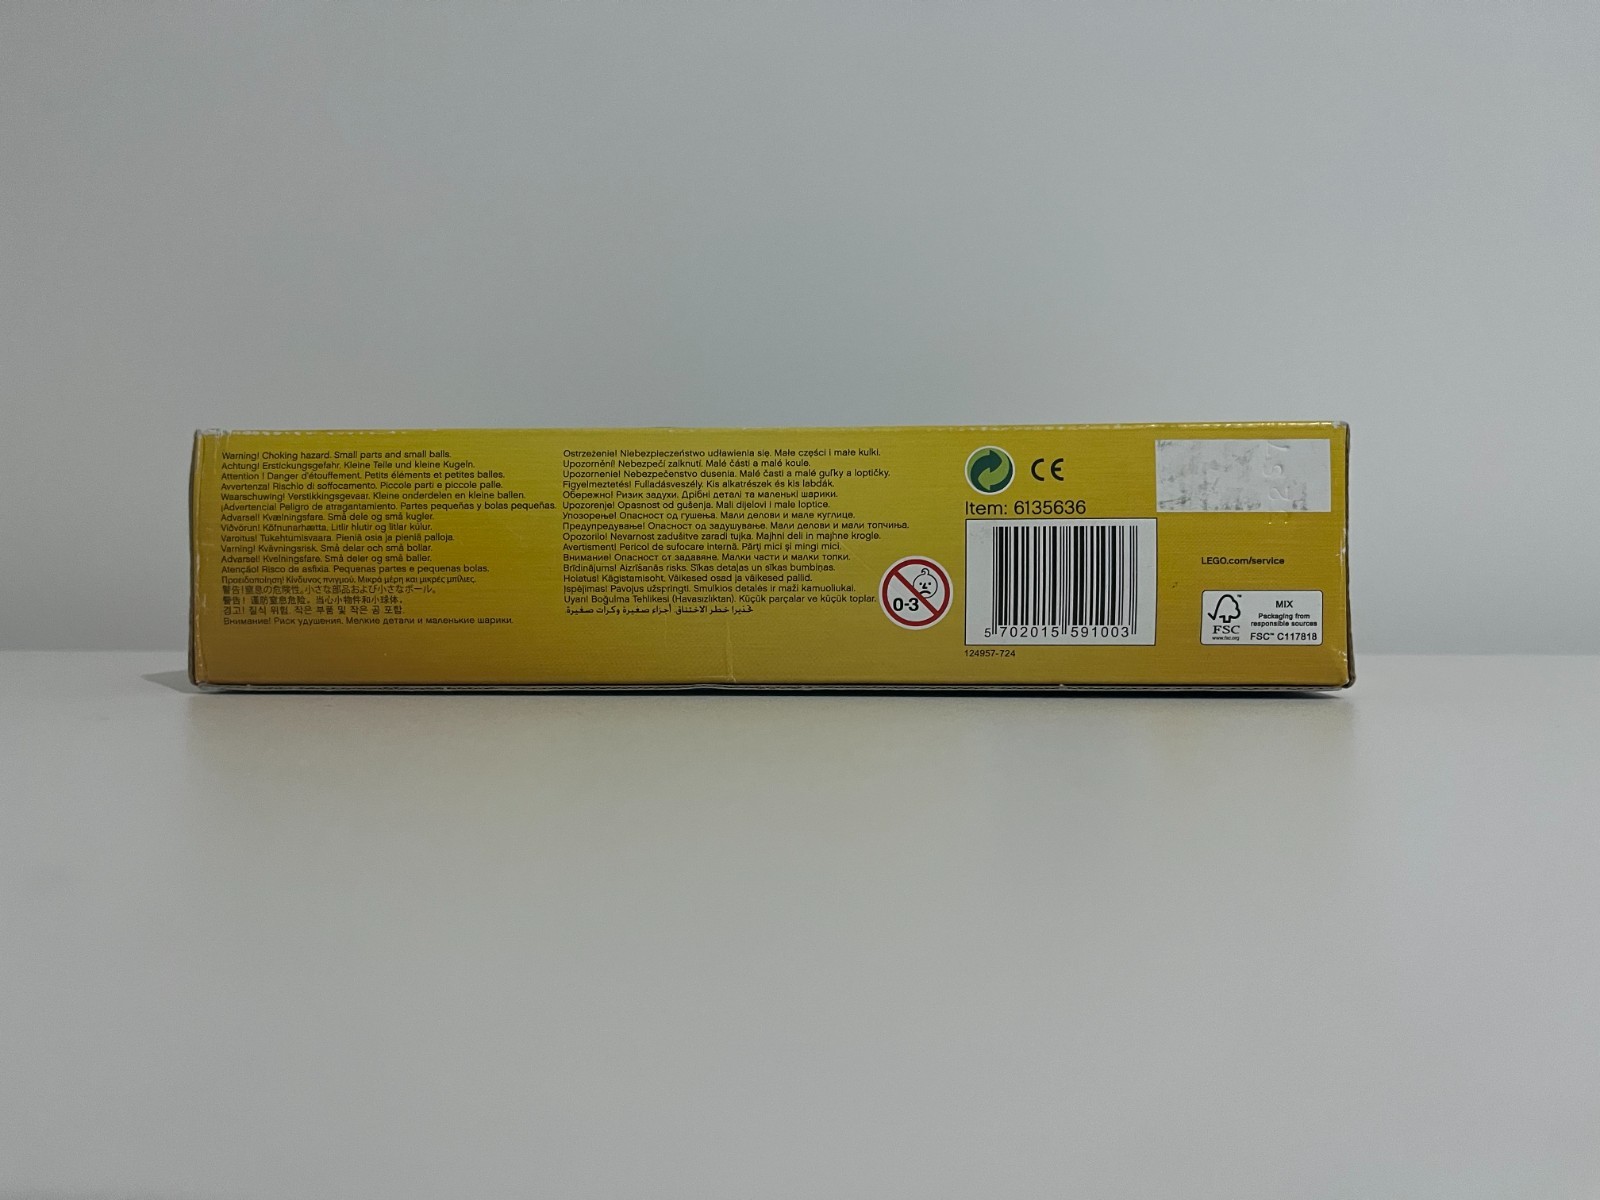 Warning! Choking hazard. Small parts and small balls.
Achtung! Erstickungsgefahr. Kleine Teile und kleine Kugeln.
Attention ! Danger d'étouffement. Petits éléments et petites balles.
Avvertenza! Rischio di soffocamento. Piccole parti e piccole palle.
Waarschuwing! Verstikkingsgevaar. Kleine onderdelen en kleine ballen.
¡Advertencia! Peligro de atragantamiento. Partes pequeñas y bolas pequeñas.
Advarsel! Kvælningsfare. Små dele og små kugler.
Viðvörun! Köfnunarhætta. Litlir hlutir og litlar kúlur.
Varoitus! Tukehtumisvaara. Pieniä osia ja pieniä palloja.
Varning! Kvävningsrisk. Små delar och små bollar.
Advarsel! Kvelningsfare. Små deler og små baller.
Atenção! Risco de asfixia. Pequenas partes e pequenas bolas.
Προειδοποίηση! Κίνδυνος πνιγμού. Μικρά μέρη και μικρές μπίλιες.
警告!窒息の危険性。小さな部品および小さなボール。
警告! 谨防窒息危险。当心小物件和小球体。
경고! 질식 위험. 작은 부품 및 작은 공 포함.
Внимание! Риск удушения. Мелкие детали и маленькие шарики.
Ostrzeżenie! Niebezpieczeństwo udławienia się. Małe części i małe kulki.
Upozornění! Nebezpečí zalknutí. Malé části a malé koule.
Upozornenie! Nebezpečenstvo dusenia. Malé časti a malé guľky a loptičky.
Figyelmeztetés! Fulladásveszély. Kis alkatrészek és kis labdák.
Обережно! Ризик задухи. Дрібні деталі та маленькі шарики.
Upozorenje! Opasnost od gušenja. Mali dijelovi i male loptice.
Упозорење! Опасност од гушења. Мали делови и мале куглице.
Предупредување! Опасност од задушување. Мали делови и мали топчиња.
Opozorilo! Nevarnost zadušitve zaradi tujka. Majhni deli in majhne krogle.
Avertisment! Pericol de sufocare internă. Părţi mici şi mingi mici.
Внимание! Опасност от задавяне. Малки части и малки топки.
Brīdinājums! Aizrīšanās risks. Sīkas detaļas un sīkas bumbiņas.
Hoiatus! Kägistamisoht. Väikesed osad ja väikesed pallid.
Įspėjimas! Pavojus užspringti. Smulkios detalės ir maži kamuoliukai.
Uyarı! Boğulma Tehlikesi (Havasızlıktan). Küçük parçalar ve küçük toplar.
تحذير! خطر الاختناق. أجزاء صغيرة وكرات صغيرة.
0-3
CE
Item: 6135636
5 702015 591003
124957-724
257
LEGO.com/service
FSC™
www.fsc.org
MIX
Packaging from
responsible sources
FSC™ C117818